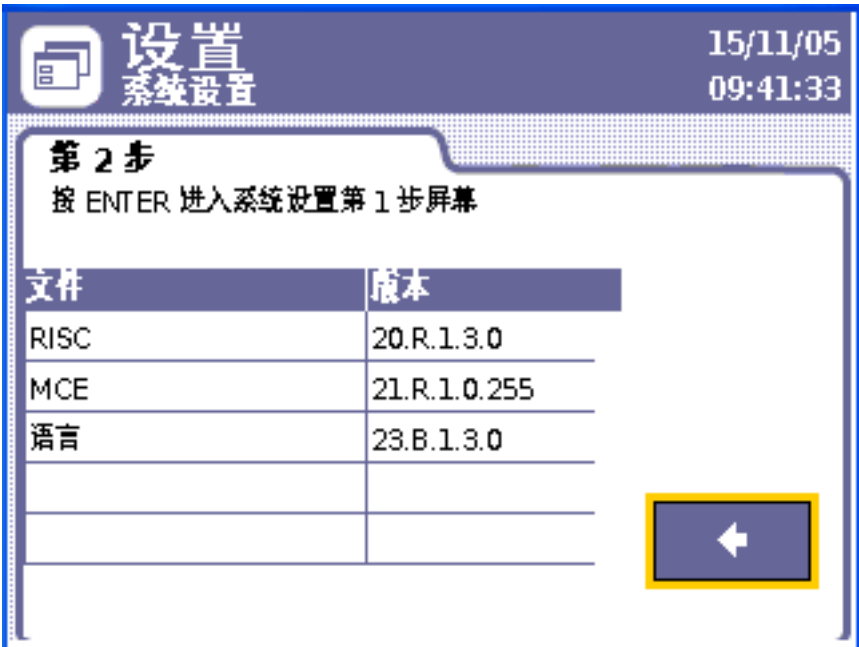 设置
系统设置
15/11/05
09:41:33
第 2 步
按 ENTER 进入系统设置第 1 步屏幕
文件 版本
RISC 20.R.1.3.0
MCE 21.R.1.0.255
语言 23.B.1.3.0